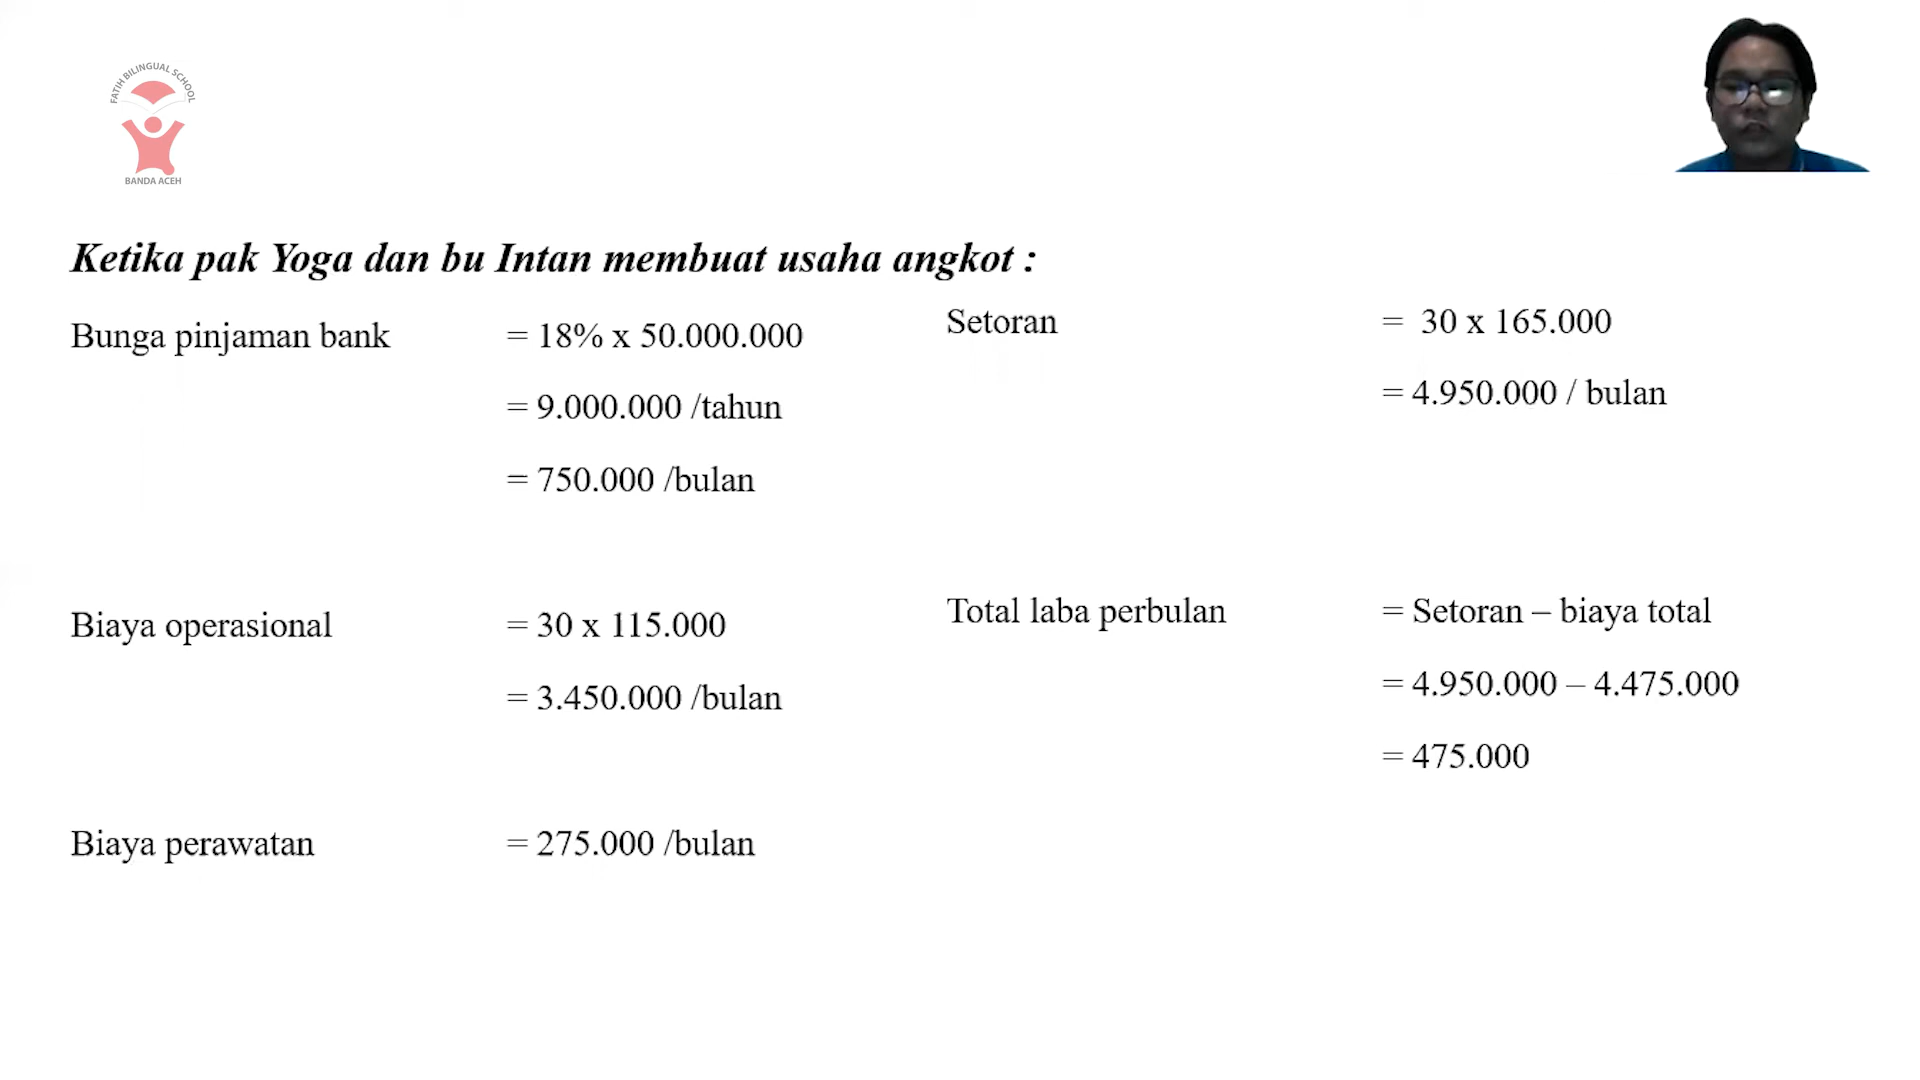 FATIH BILINGUAL SCHOOL
BANDA ACEH
Ketika pak Yoga dan bu Intan membuat usaha angkot :
Bunga pinjaman bank = 18% x 50.000.000
= 9.000.000 /tahun
= 750.000 /bulan
Biaya operasional = 30 x 115.000
= 3.450.000 /bulan
Biaya perawatan = 275.000 /bulan
Setoran = 30 x 165.000
= 4.950.000 / bulan
Total laba perbulan = Setoran – biaya total
= 4.950.000 – 4.475.000
= 475.000